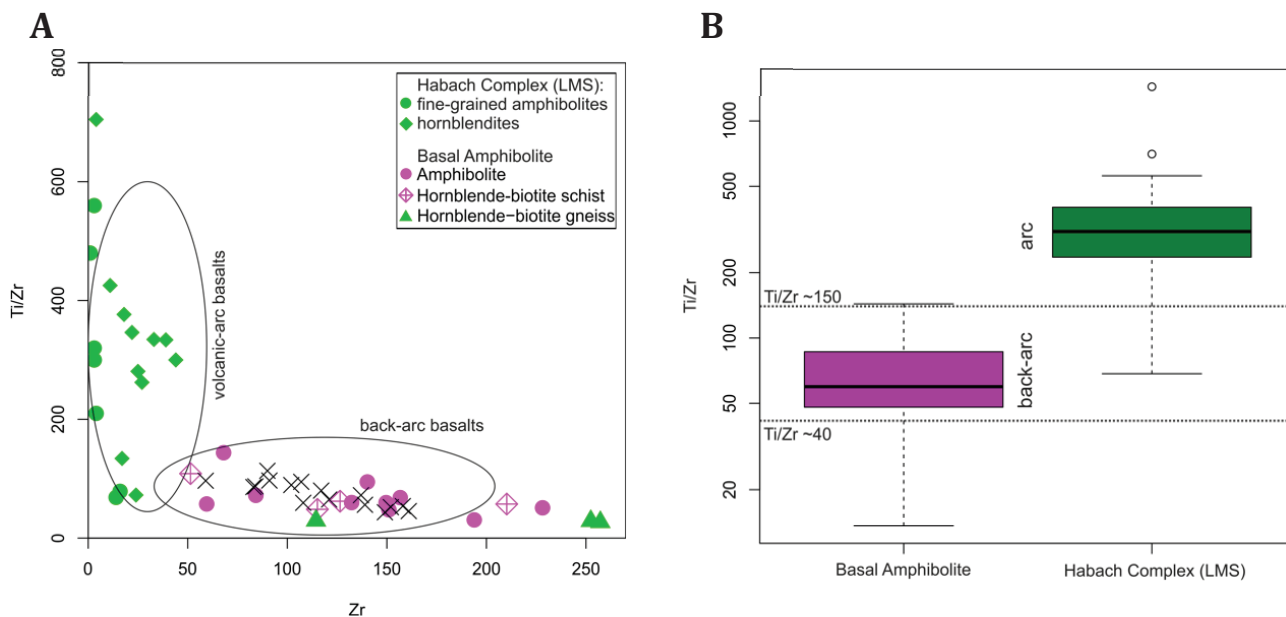 A
800
600
400
200
0
Ti/Zr
0 50 100 150 200 250
Zr
Habach Complex (LMS):
fine-grained amphibolites
hornblendites
Basal Amphibolite
Amphibolite
Hornblende-biotite schist
Hornblende−biotite gneiss
volcanic-arc basalts
back-arc basalts
B
1000
500
200
100
50
20
Ti/Zr
arc
Ti/Zr ~150
back-arc
Ti/Zr ~40
Basal Amphibolite
Habach Complex (LMS)